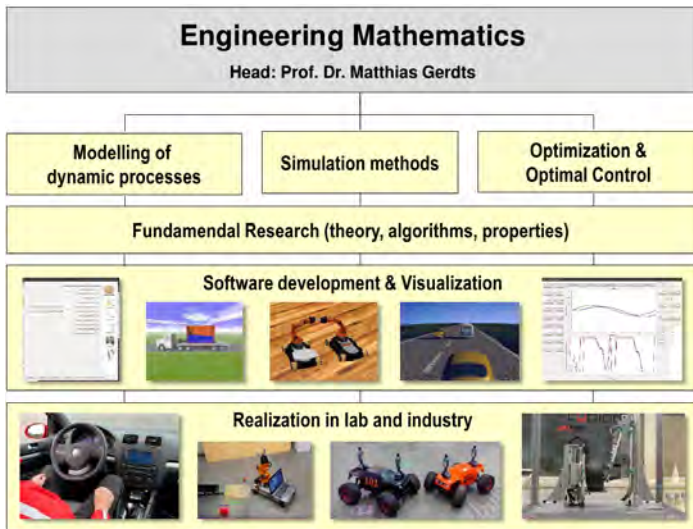 Engineering Mathematics
Head: Prof. Dr. Matthias Gerdts
Modelling of
dynamic processes
Simulation methods
Optimization &
Optimal Control
Fundamendal Research (theory, algorithms, properties)
Software development & Visualization
Realization in lab and industry